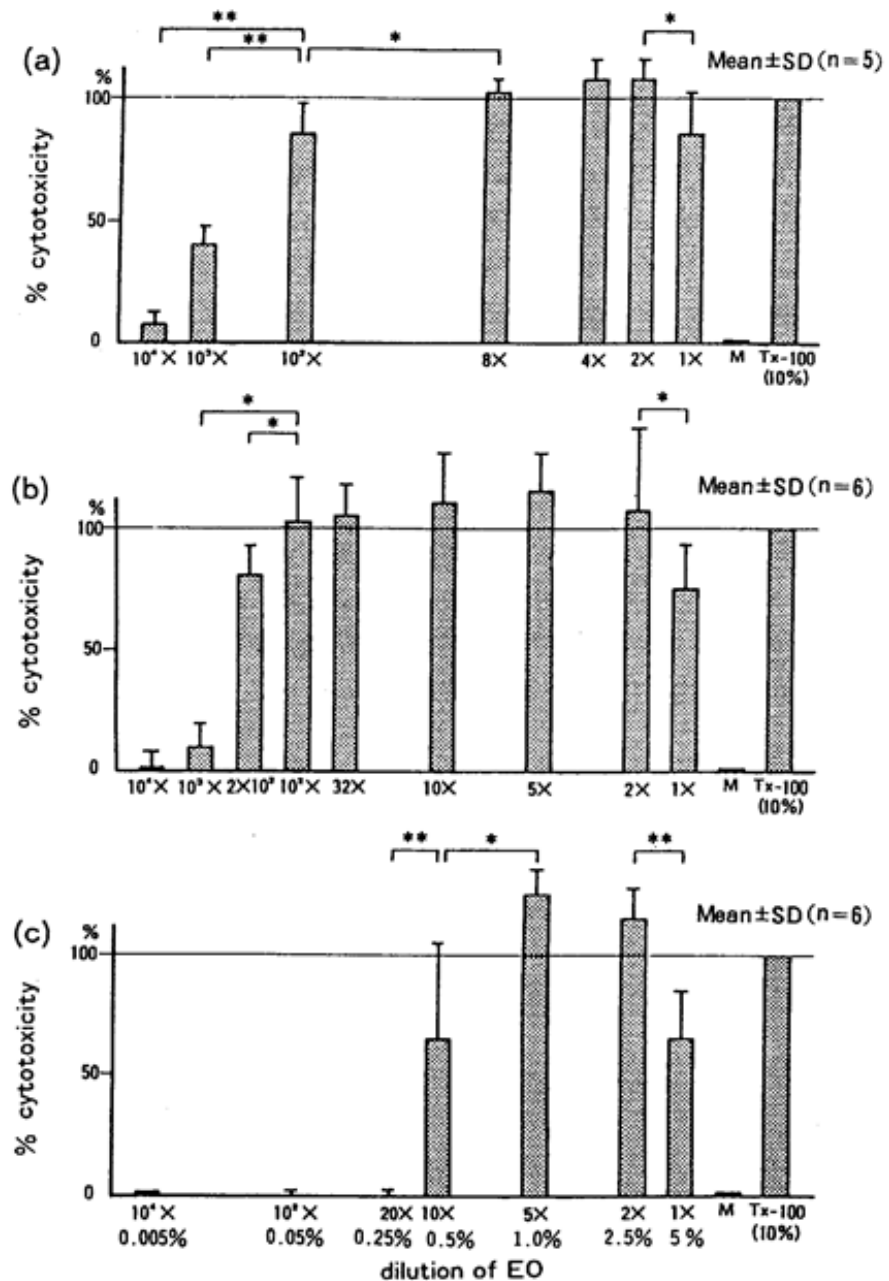 ** *
** *
(a) Mean±SD(n=5)
%
100
% cytotoxicity
50
0
10⁴× 10³× 10²× 8× 4× 2× 1× M Tx-100
(10%)
* *
*
(b) Mean±SD(n=6)
%
100
% cytotoxicity
50
0
10⁴× 10³× 2×10² 10²× 32× 10× 5× 2× 1× M Tx-100
(10%)
** * **
(c) Mean±SD(n=6)
%
100
% cytotoxicity
50
0
10⁴× 10²× 20× 10× 5× 2× 1× M Tx-100
0.005% 0.05% 0.25% 0.5% 1.0% 2.5% 5% (10%)
dilution of EO